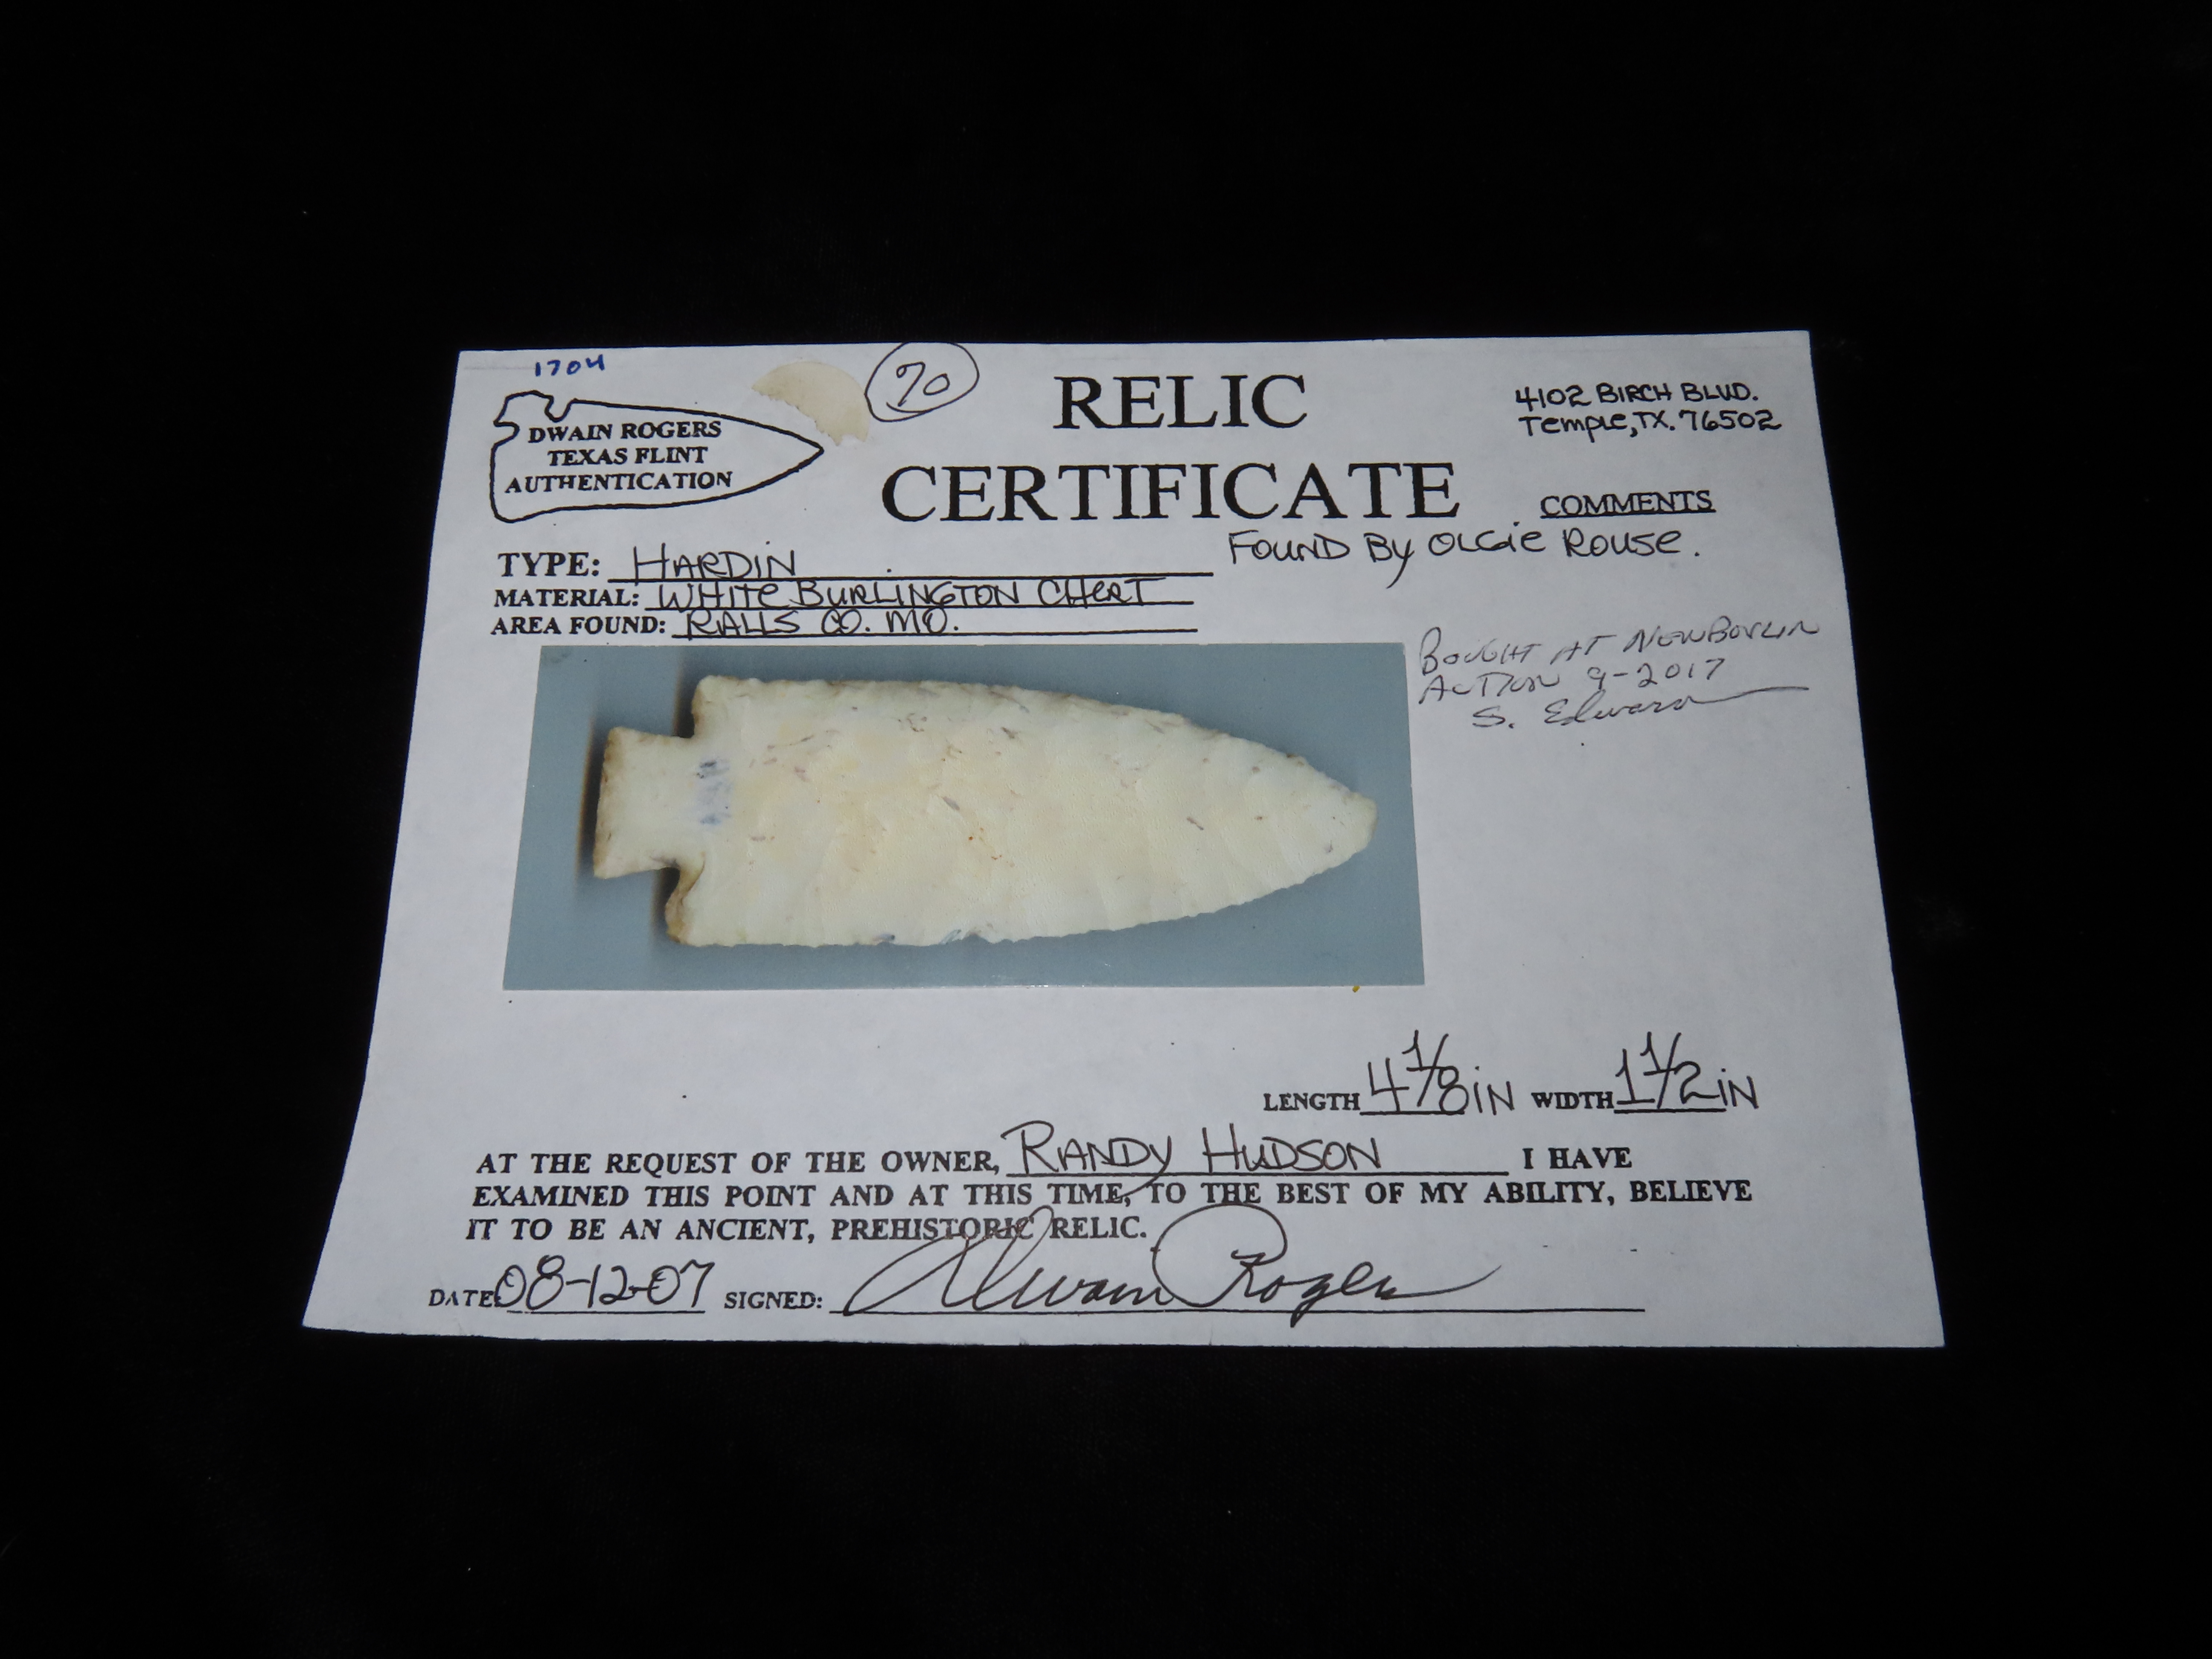 1704
70
DWAIN ROGERS
TEXAS FLINT
AUTHENTICATION
RELIC
CERTIFICATE
4102 BIRCH BLVD.
Temple, TX. 76502
COMMENTS
FOUND BY OLGIE ROUSE.
TYPE: HARDIN
MATERIAL: WHITE BURLINGTON CHERT
AREA FOUND: RALLS CO. MO.
BOUGHT AT NEW
ACTION 9-2017
S.
LENGTH 4 1/8 IN WIDTH 1 1/2 IN
AT THE REQUEST OF THE OWNER, RANDY HUDSON I HAVE
EXAMINED THIS POINT AND AT THIS TIME, TO THE BEST OF MY ABILITY, BELIEVE
IT TO BE AN ANCIENT, PREHISTORIC RELIC.
DATE: 08-12-07 SIGNED: Dwain Rogers